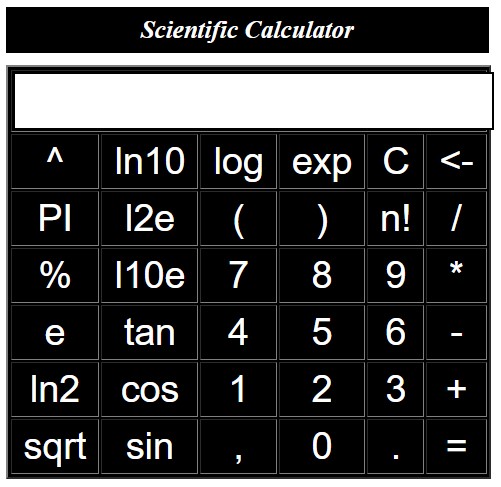 Scientific Calculator
^ ln10 log exp C <-
PI l2e ( ) n! /
% l10e 7 8 9 *
e tan 4 5 6 -
ln2 cos 1 2 3 +
sqrt sin , 0 . =